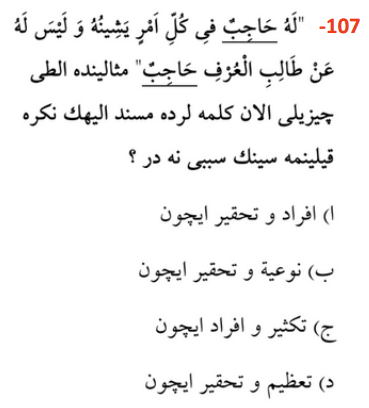 107- "لَهُ حَاجِبٌ فِى كُلِّ اَمْرٍ يَشِينُهُ وَ لَيْسَ لَهُ
عَنْ طَالِبِ الْعُرْفِ حَاجِبٌ" مثالينده الطى
چيزيلى الان كلمه لرده مسند اليهك نكره
قيلينمه سينك سببى نه در ؟
ا) افراد و تحقير ايچون
ب) نوعية و تحقير ايچون
ج) تكثير و افراد ايچون
د) تعظيم و تحقير ايچون